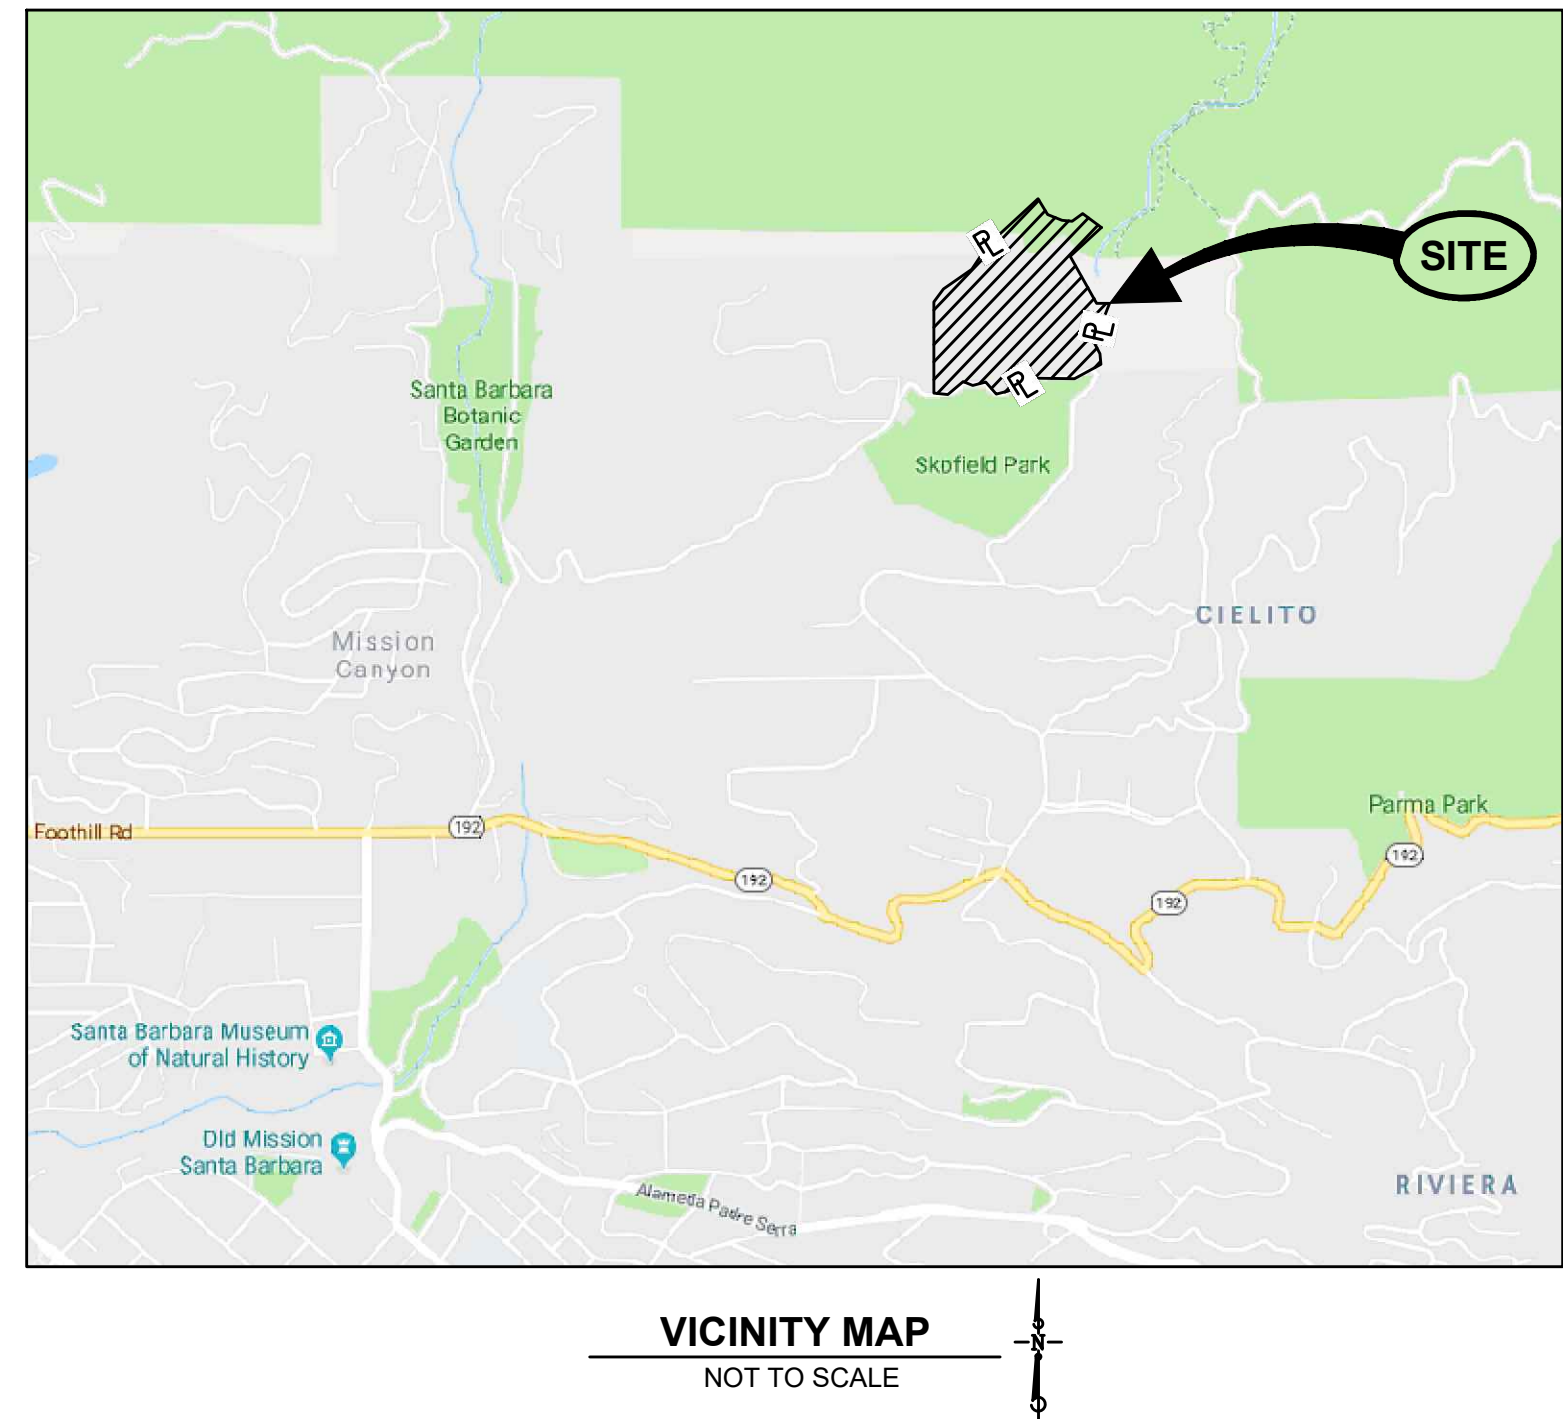 SITE
PL
PL
PL
Santa Barbara
Botanic
Garden
Skofield Park
CIELITO
Mission
Canyon
Parma Park
Foothill Rd
192
192
192
192
Santa Barbara Museum
of Natural History
Old Mission
Santa Barbara
Alameda Padre Serra
RIVIERA
VICINITY MAP
NOT TO SCALE
N